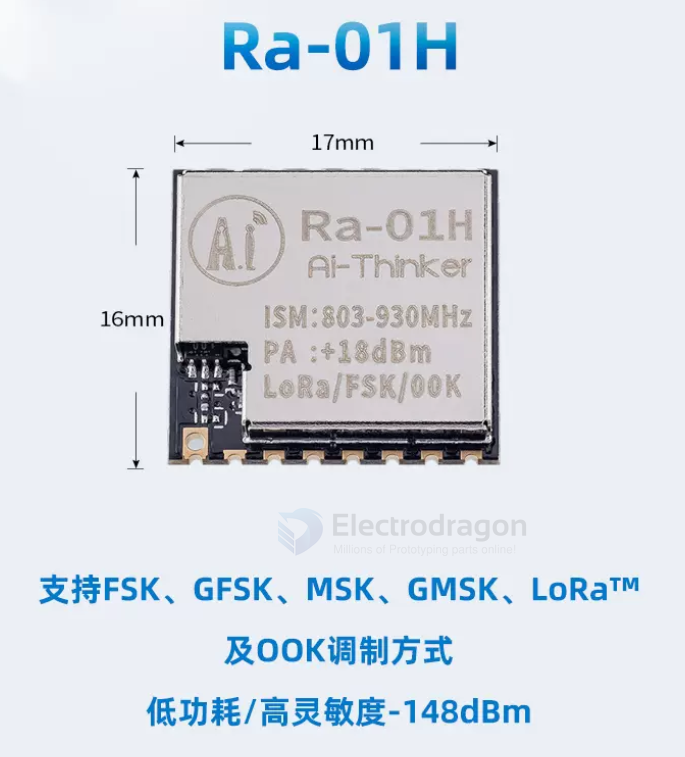 Ra-01H
17mm
16mm
A.i
Ra-01H
Ai-Thinker
ISM:803-930MHz
PA :+18dBm
LoRa/FSK/OOK
Electrodragon
Millions of Prototyping parts online!
支持FSK、GFSK、MSK、GMSK、LoRa™
及OOK调制方式
低功耗/高灵敏度-148dBm